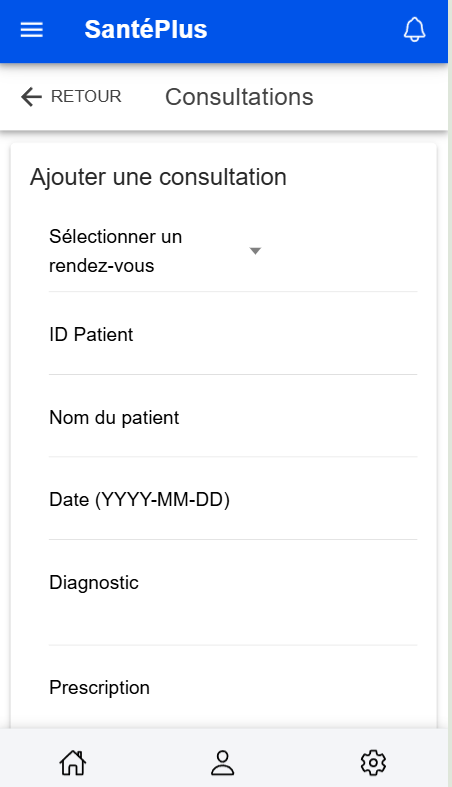 SantéPlus
RETOUR Consultations
Ajouter une consultation
Sélectionner un
rendez-vous
ID Patient
Nom du patient
Date (YYYY-MM-DD)
Diagnostic
Prescription